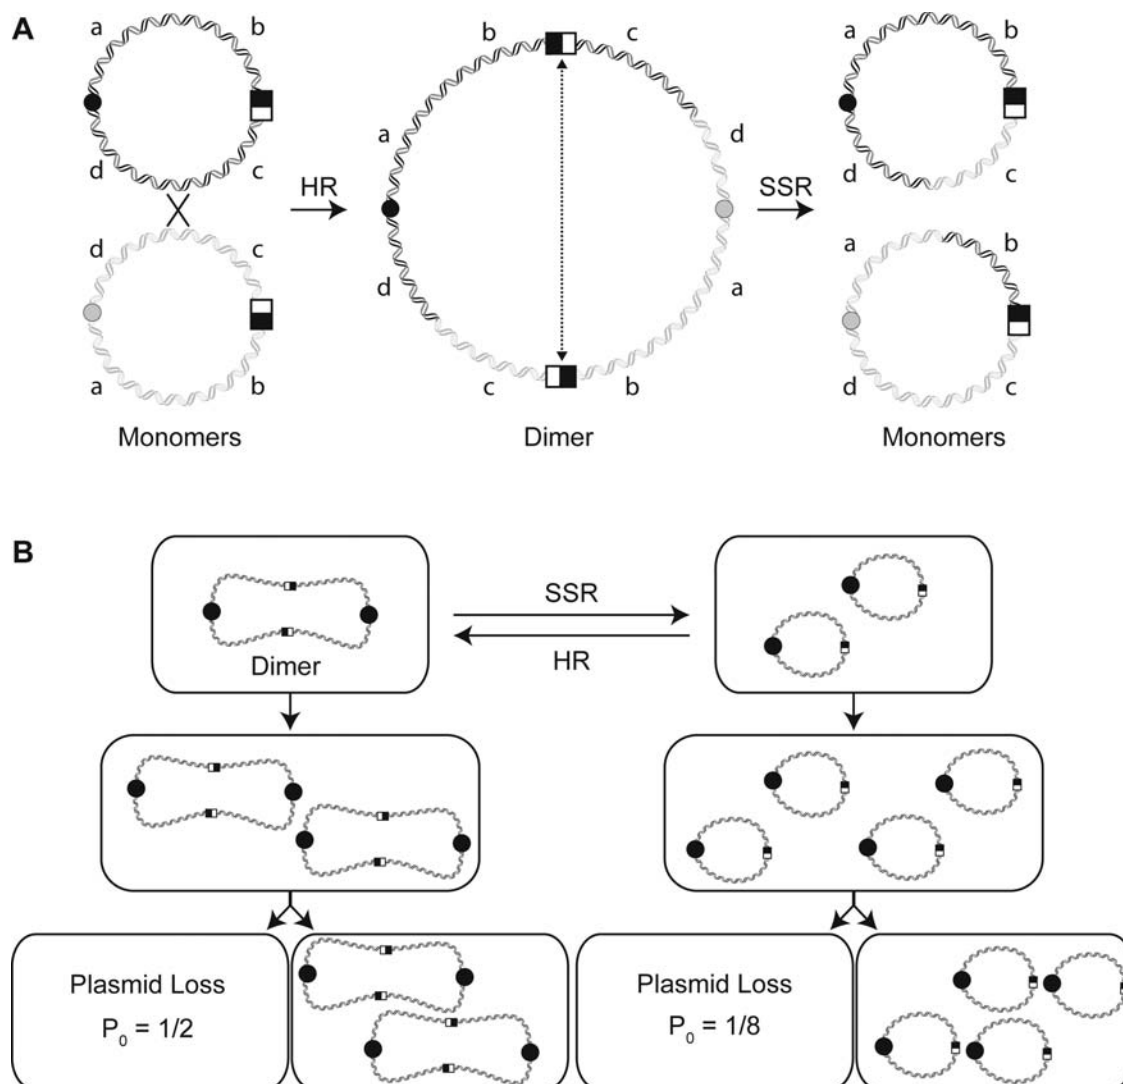 A
a b
d c
d c
a b
Monomers
HR
b c
a d
d a
c b
Dimer
SSR
a b
d c
a b
d c
Monomers
B
Dimer
SSR
HR
Plasmid Loss
P₀ = 1/2
Plasmid Loss
P₀ = 1/8